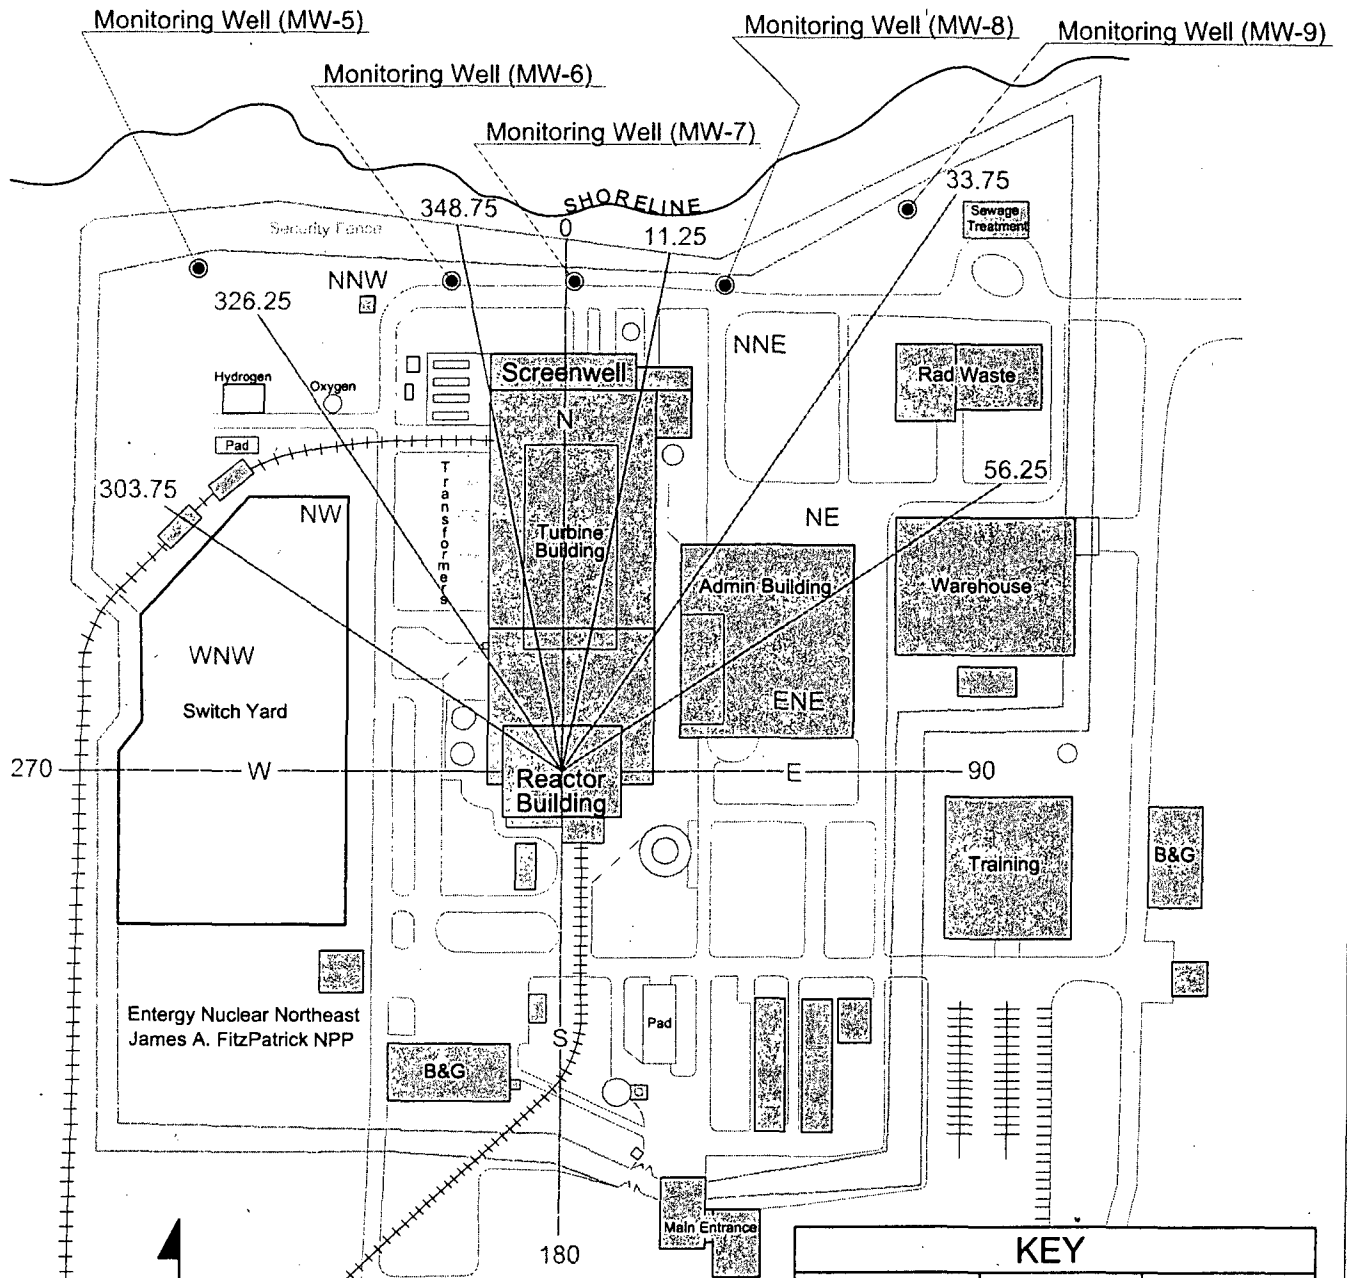 Monitoring Well (MW-5)
Monitoring Well (MW-8)
Monitoring Well (MW-9)
Monitoring Well (MW-6)
Monitoring Well (MW-7)
33.75
348.75
SHORELINE
0
11.25
Sewage
Treatment
Security Fence
NNW
326.25
NNE
Screenwell
Rad Waste
Hydrogen
Oxygen
N
Pad
Transformers
303.75
56.25
NW
NE
Turbine
Building
Admin Building
Warehouse
WNW
ENE
Switch Yard
270
W
E
90
Reactor
Building
Training
B&G
Entergy Nuclear Northeast
James A. FitzPatrick NPP
Pad
S
B&G
Main Entrance
180
KEY